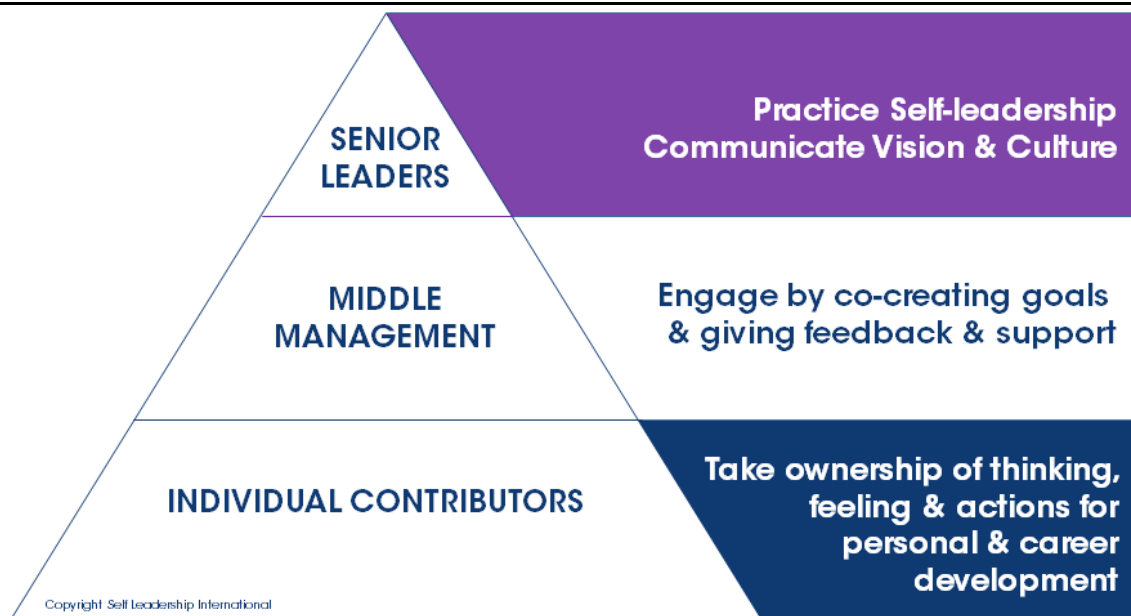 SENIOR
LEADERS
Practice Self-leadership
Communicate Vision & Culture
MIDDLE
MANAGEMENT
Engage by co-creating goals
& giving feedback & support
INDIVIDUAL CONTRIBUTORS
Take ownership of thinking,
feeling & actions for
personal & career
development
Copyright Self Leadership International